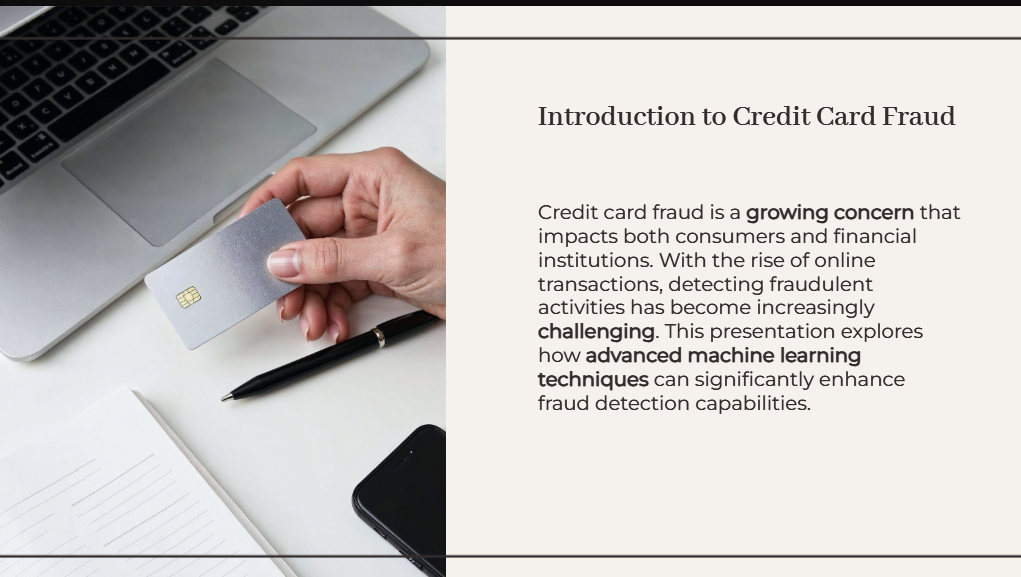 Introduction to Credit Card Fraud
Credit card fraud is a growing concern that
impacts both consumers and financial
institutions. With the rise of online
transactions, detecting fraudulent
activities has become increasingly
challenging. This presentation explores
how advanced machine learning
techniques can significantly enhance
fraud detection capabilities.